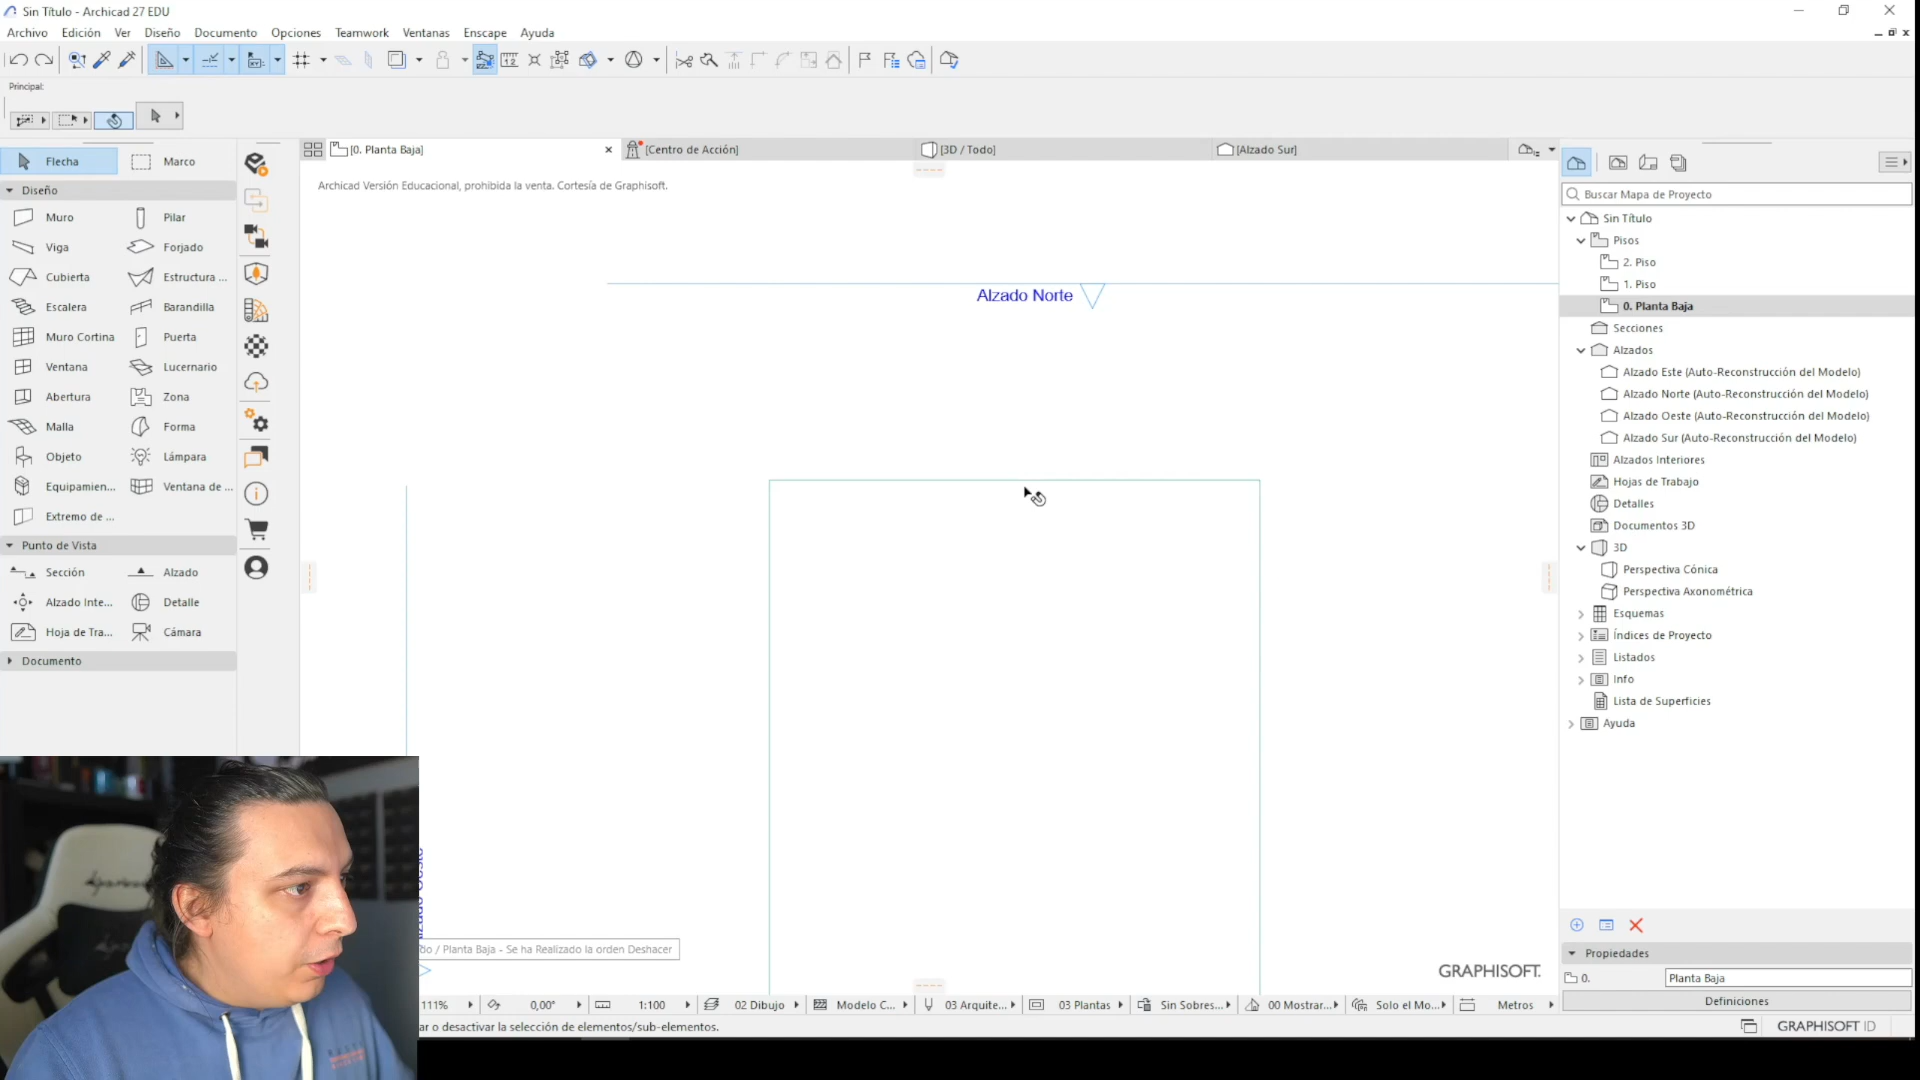 Sin Título - Archicad 27 EDU
Archivo Edición Ver Diseño Documento Opciones Teamwork Ventanas Enscape Ayuda
Principal:
[0. Planta Baja]
[Centro de Acción]
[3D / Todo]
[Alzado Sur]
Flecha Marco
Diseño
Muro Pilar
Viga Forjado
Cubierta Estructura ...
Escalera Barandilla
Muro Cortina Puerta
Ventana Lucernario
Abertura Zona
Malla Forma
Objeto Lámpara
Equipamien... Ventana de ...
Extremo de ...
Punto de Vista
Sección Alzado
Alzado Inte... Detalle
Hoja de Tra... Cámara
Documento
Archicad Versión Educacional, prohibida la venta. Cortesía de Graphisoft.
Alzado Norte
do / Planta Baja - Se ha Realizado la orden Deshacer
GRAPHISOFT.
Buscar Mapa de Proyecto
Sin Título
Pisos
2. Piso
1. Piso
0. Planta Baja
Secciones
Alzados
Alzado Este (Auto-Reconstrucción del Modelo)
Alzado Norte (Auto-Reconstrucción del Modelo)
Alzado Oeste (Auto-Reconstrucción del Modelo)
Alzado Sur (Auto-Reconstrucción del Modelo)
Alzados Interiores
Hojas de Trabajo
Detalles
Documentos 3D
3D
Perspectiva Cónica
Perspectiva Axonométrica
Esquemas
Índices de Proyecto
Listados
Info
Lista de Superficies
Ayuda
Propiedades
0. Planta Baja
Definiciones
111% 0,00° 1:100 02 Dibujo Modelo C... 03 Arquite... 03 Plantas Sin Sobres... 00 Mostrar... Solo el Mo... Metros
ar o desactivar la selección de elementos/sub-elementos.
GRAPHISOFT ID